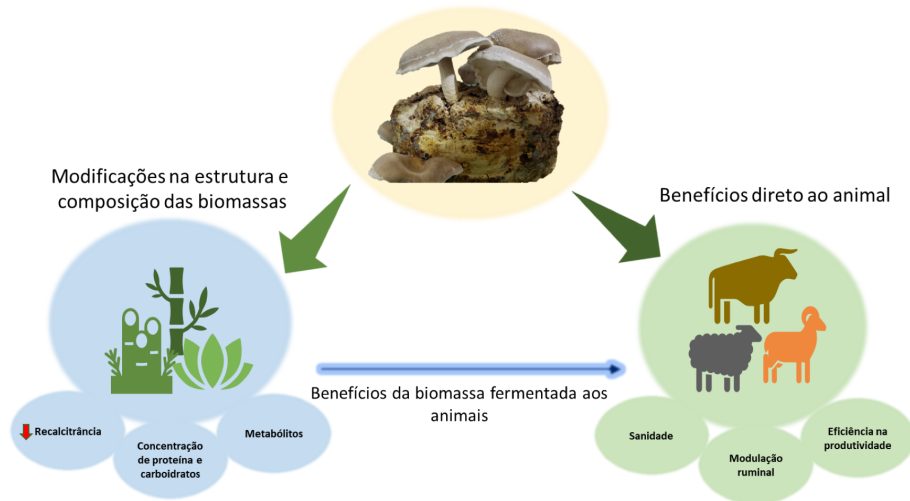 Modificações na estrutura e
composição das biomassas
Benefícios direto ao animal
Benefícios da biomassa fermentada aos
animais
Recalcitrância
Concentração
de proteína e
carboidratos
Metabólitos
Sanidade
Modulação
ruminal
Eficiência na
produtividade